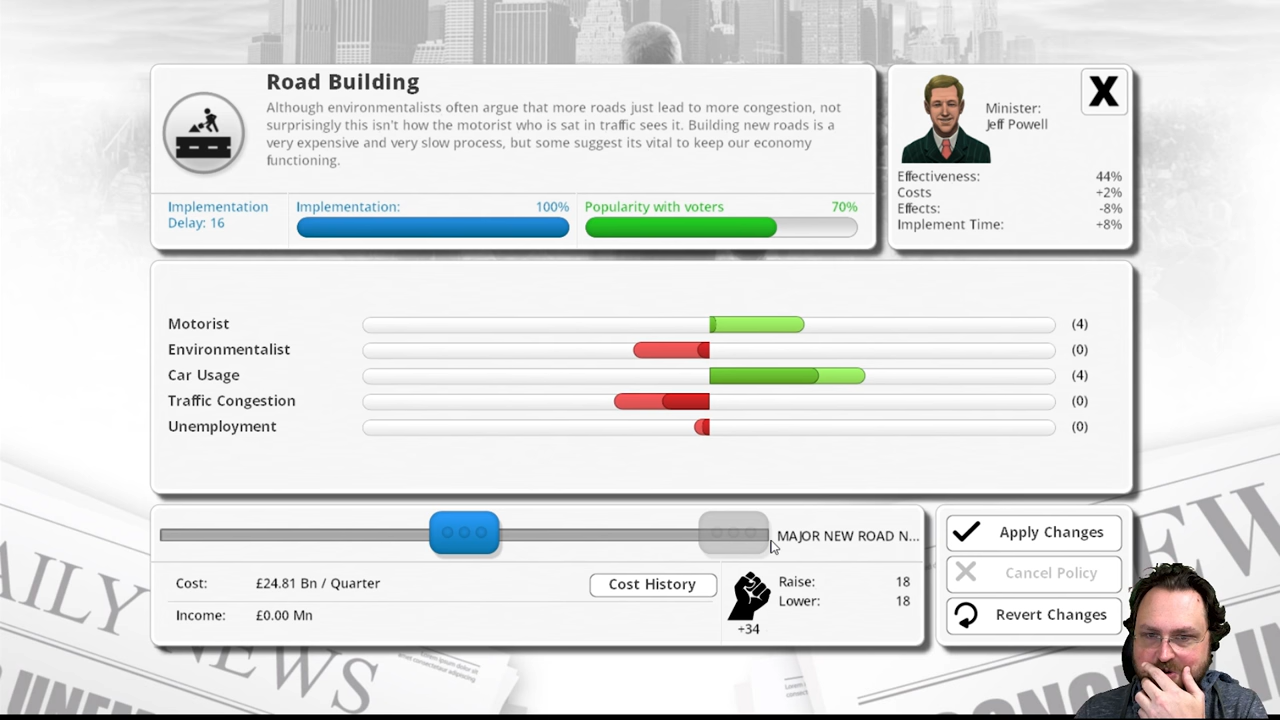 Road Building
Although environmentalists often argue that more roads just lead to more congestion, not
surprisingly this isn't how the motorist who is sat in traffic sees it. Building new roads is a
very expensive and very slow process, but some suggest its vital to keep our economy
functioning.
Implementation
Delay: 16
Implementation: 100%
Popularity with voters 70%
Minister:
Jeff Powell
X
Effectiveness: 44%
Costs +2%
Effects: -8%
Implement Time: +8%
Motorist (4)
Environmentalist (0)
Car Usage (4)
Traffic Congestion (0)
Unemployment (0)
MAJOR NEW ROAD N...
Cost: £24.81 Bn / Quarter
Income: £0.00 Mn
Cost History
+34
Raise: 18
Lower: 18
Apply Changes
Cancel Policy
Revert Changes
NEWS